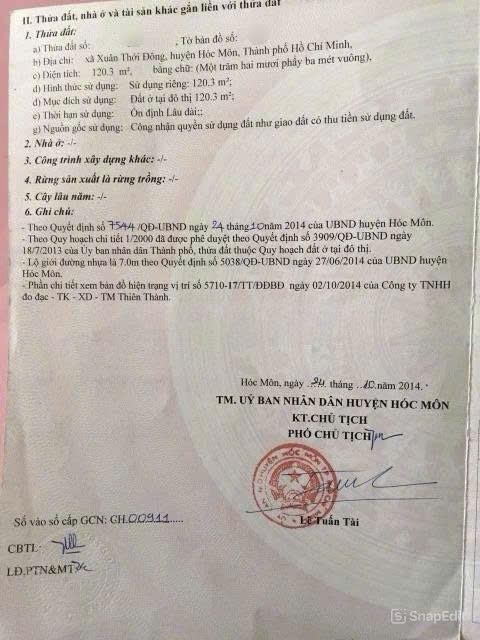 II. Thửa đất, nhà ở và tài sản khác gắn liền với thửa đất
1. Thửa đất:
a) Thửa đất số: , Tờ bản đồ số:
b) Địa chỉ: xã Xuân Thới Đông, huyện Hóc Môn, Thành phố Hồ Chí Minh,
c) Diện tích: 120.3 m², bằng chữ: (Một trăm hai mươi phẩy ba mét vuông),
d) Hình thức sử dụng: Sử dụng riêng: 120.3 m²;
đ) Mục đích sử dụng: Đất ở tại đô thị 120.3 m²;
e) Thời hạn sử dụng: Ổn định Lâu dài;;
g) Nguồn gốc sử dụng: Công nhận quyền sử dụng đất như giao đất có thu tiền sử dụng đất.
2. Nhà ở: -/-
3. Công trình xây dựng khác: -/-
4. Rừng sản xuất là rừng trồng: -/-
5. Cây lâu năm: -/-
6. Ghi chú:
- Theo Quyết định số 7544/QĐ-UBND ngày 24 tháng 10 năm 2014 của UBND huyện Hóc Môn.
- Theo Quy hoạch chi tiết 1/2000 đã được phê duyệt theo Quyết định số 3909/QĐ-UBND ngày
18/7/2013 của Ủy ban nhân dân Thành phố, thửa đất thuộc Quy hoạch đất ở tại đô thị.
- Lộ giới đường nhựa là 7.0m theo Quyết định số 5038/QĐ-UBND ngày 27/06/2014 của UBND huyện
Hóc Môn.
- Phần chi tiết xem bản đồ hiện trạng vị trí số 5710-17/TT/ĐĐBĐ ngày 02/10/2014 của Công ty TNHH
đo đạc - TK - XD - TM Thiên Thành.
Hóc Môn, ngày 24 tháng 10 năm 2014.
TM. UỶ BAN NHÂN DÂN HUYỆN HÓC MÔN
KT.CHỦ TỊCH
PHÓ CHỦ TỊCH
Lê Tuấn Tài
Số vào sổ cấp GCN: CH.00911.....
CBTL:
LĐ.PTN&MT:
SnapEdit